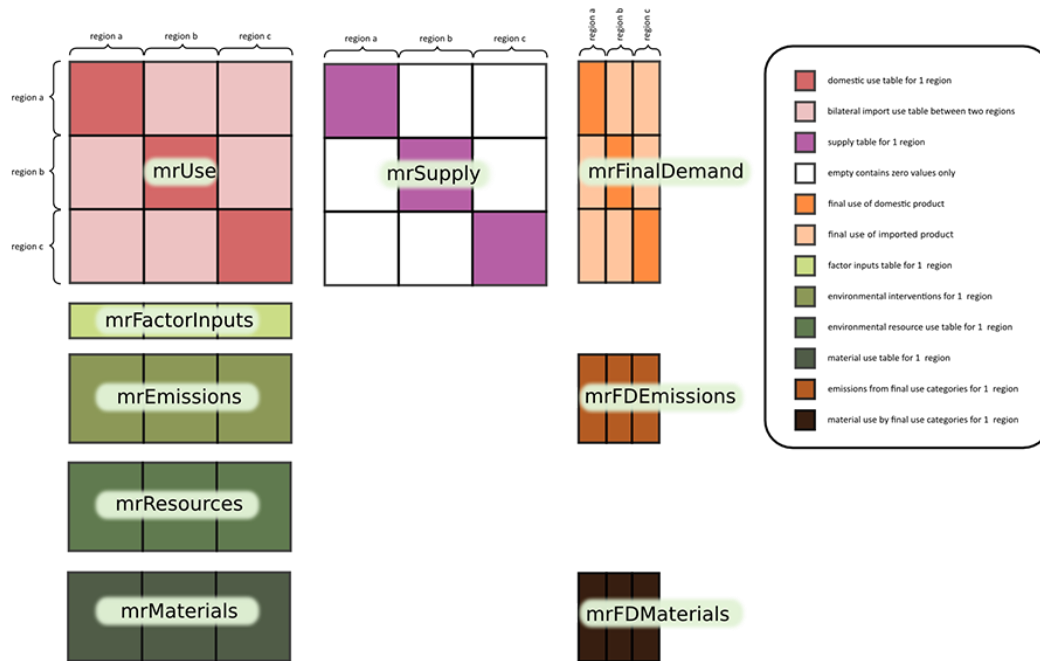 region a
region b
region c
region a
region b
region c
region a
region b
region c
region a
region b
region c
mrUse
mrSupply
mrFinalDemand
mrFactorInputs
mrEmissions
mrFDEmissions
mrResources
mrMaterials
mrFDMaterials
domestic use table for 1 region
bilateral import use table between two regions
supply table for 1 region
empty contains zero values only
final use of domestic product
final use of imported product
factor inputs table for 1 region
environmental interventions for 1 region
environmental resource use table for 1 region
material use table for 1 region
emissions from final use categories for 1 region
material use by final use categories for 1 region